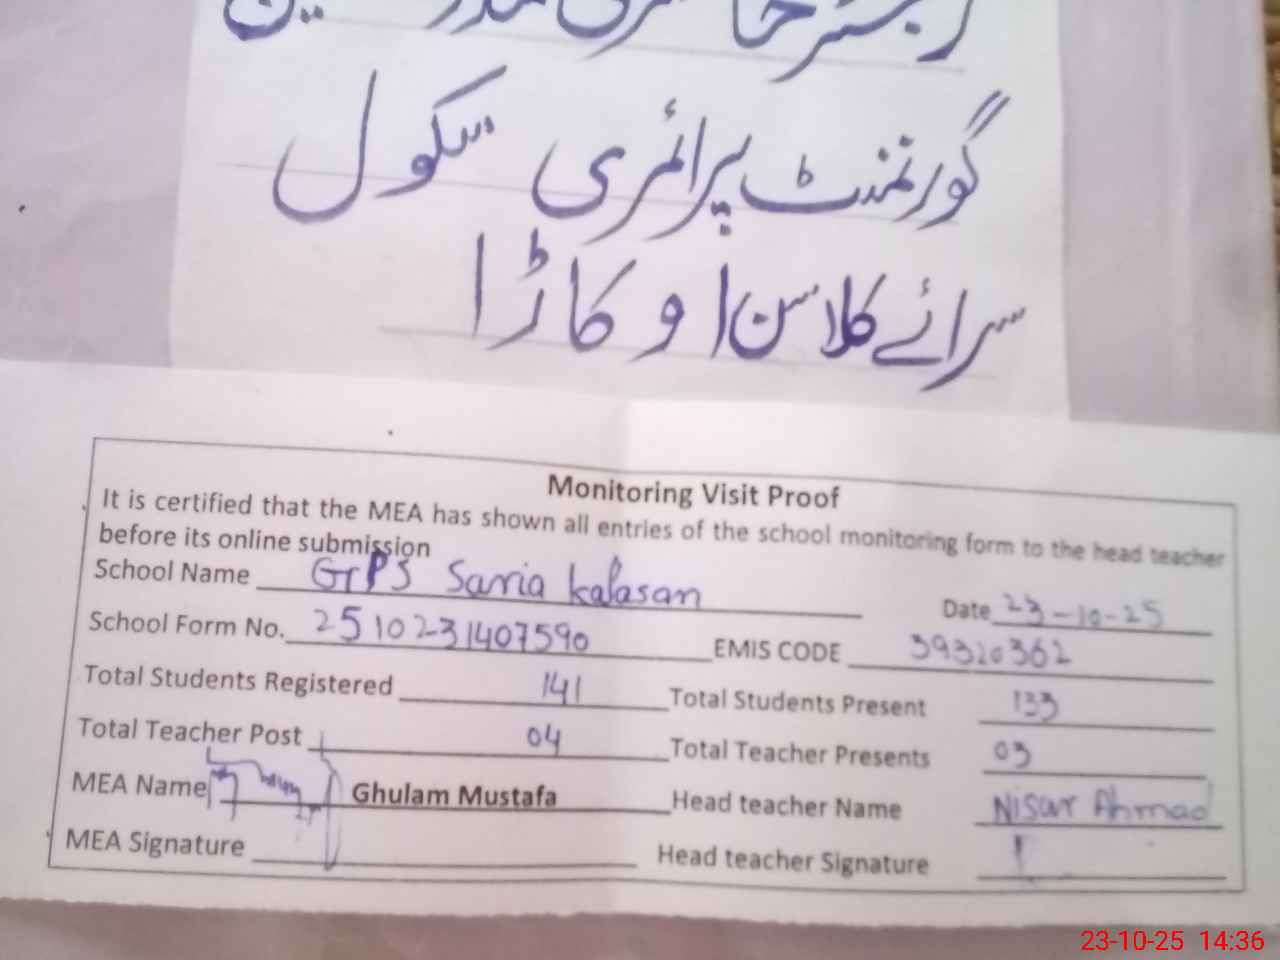 رجسٹر حاضری مدرسین
گورنمنٹ پرائمری سکول
سرائے کلاسن اوکاڑا
Monitoring Visit Proof
It is certified that the MEA has shown all entries of the school monitoring form to the head teacher
before its online submission
School Name GPS Saria kalasan Date 23-10-25
School Form No. 2510231407590 EMIS CODE 39320362
Total Students Registered 141 Total Students Present 133
Total Teacher Post 04 Total Teacher Presents 03
MEA Name Ghulam Mustafa Head teacher Name Nisar Ahmad
MEA Signature Head teacher Signature
23-10-25 14:36